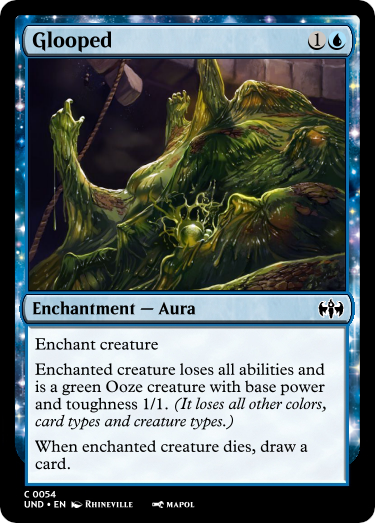 Glooped 1
Enchantment — Aura
Enchant creature
Enchanted creature loses all abilities and
is a green Ooze creature with base power
and toughness 1/1. (It loses all other colors,
card types and creature types.)
When enchanted creature dies, draw a
card.
C 0054
UND • EN RHINEVILLE MAPOL